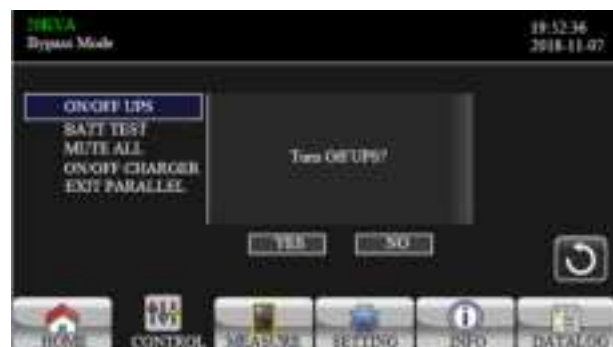 20KVA
Bypass Mode
19:52:36
2018-11-07
ON/OFF UPS
BATT TEST
MUTE ALL
ON/OFF CHARGER
EXIT PARALLEL
Turn Off UPS?
YES
NO
HOME
CONTROL
MEASURE
SETTING
INFO
DATALOG